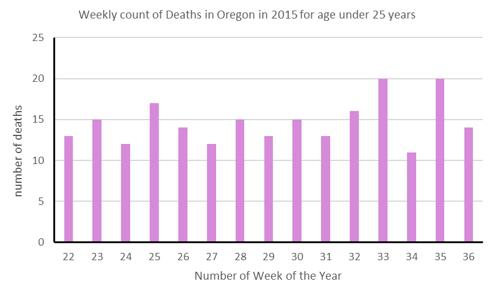 Weekly count of Deaths in Oregon in 2015 for age under 25 years
25
20
15
10
5
0
number of deaths
22 23 24 25 26 27 28 29 30 31 32 33 34 35 36
Number of Week of the Year